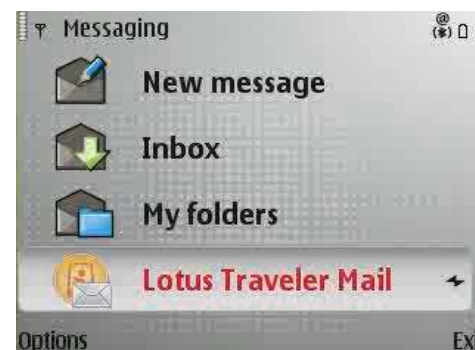 Messaging
New message
Inbox
My folders
Lotus Traveler Mail
Options
Ex